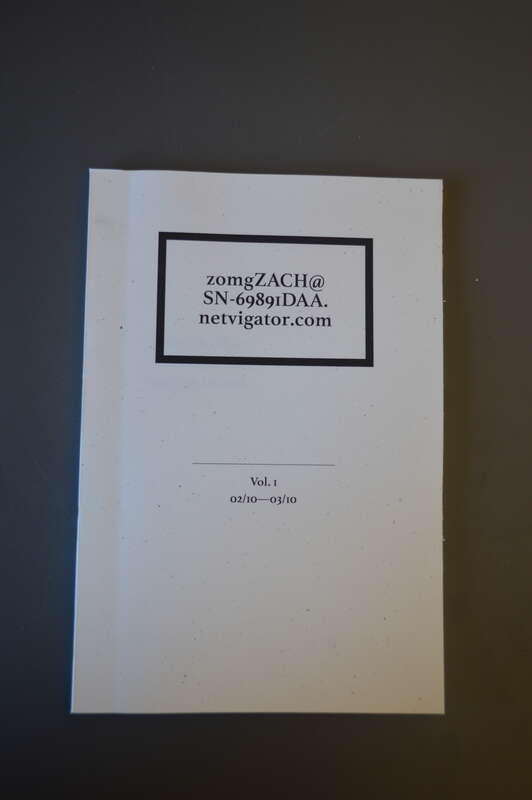 zomgZACH@
SN-69891DAA.
netvigator.com
Vol. 1
02/10—03/10